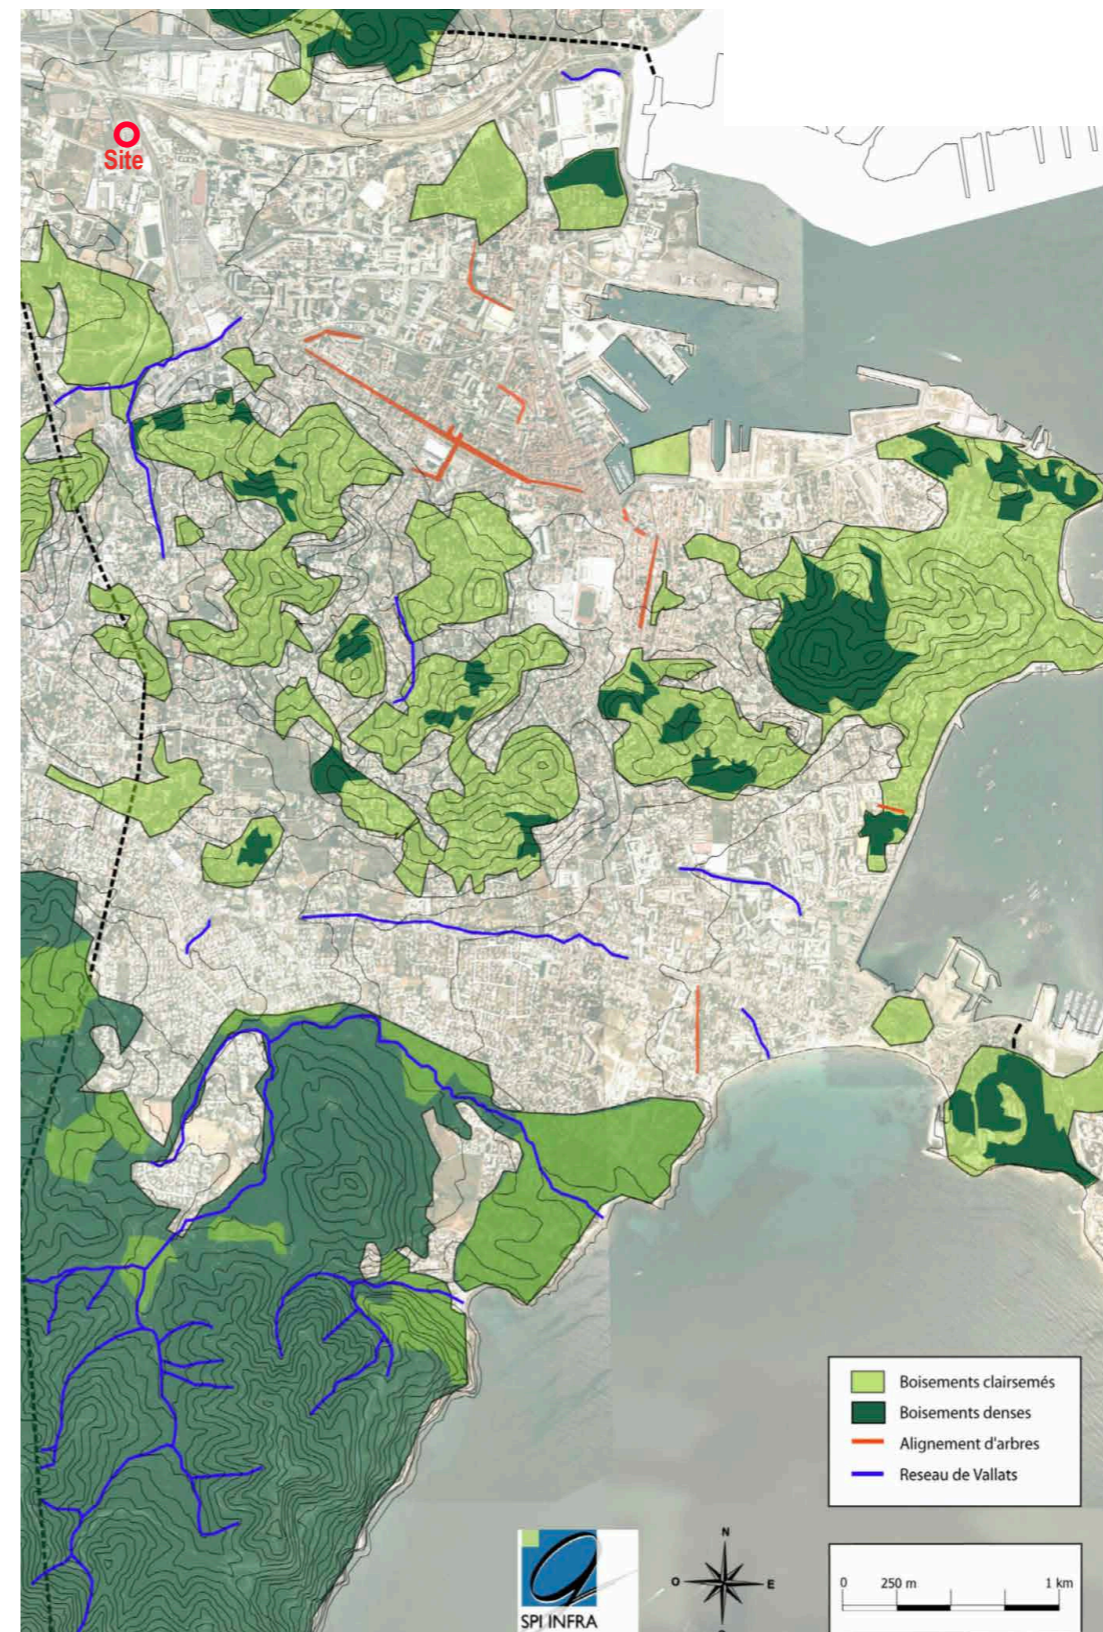 Site
Boisements clairsemés
Boisements denses
Alignement d'arbres
Reseau de Vallats
N
O
E
0 250 m 1 km
SPI INFRA